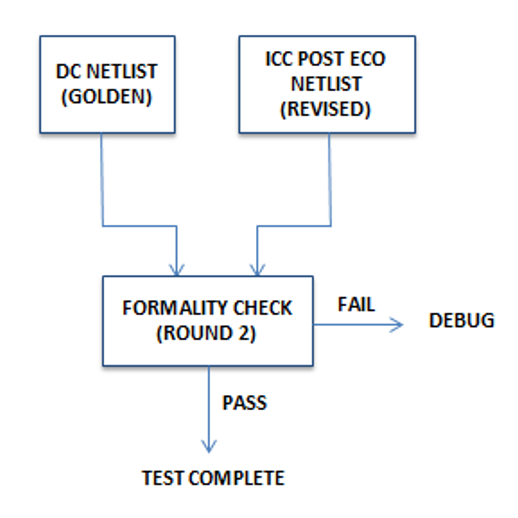 DC NETLIST
(GOLDEN)
ICC POST ECO
NETLIST
(REVISED)
FORMALITY CHECK
(ROUND 2)
FAIL
DEBUG
PASS
TEST COMPLETE